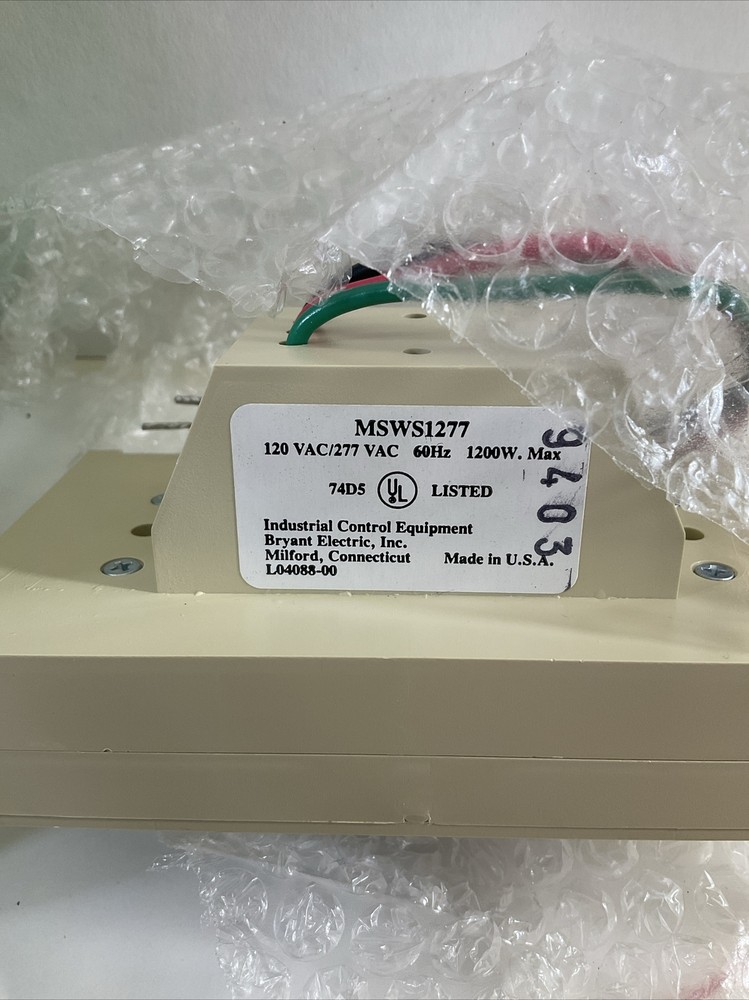 MSWS1277
120 VAC/277 VAC 60Hz 1200W. Max
74D5 UL LISTED
Industrial Control Equipment
Bryant Electric, Inc.
Milford, Connecticut Made in U.S.A.
L04088-00
9403